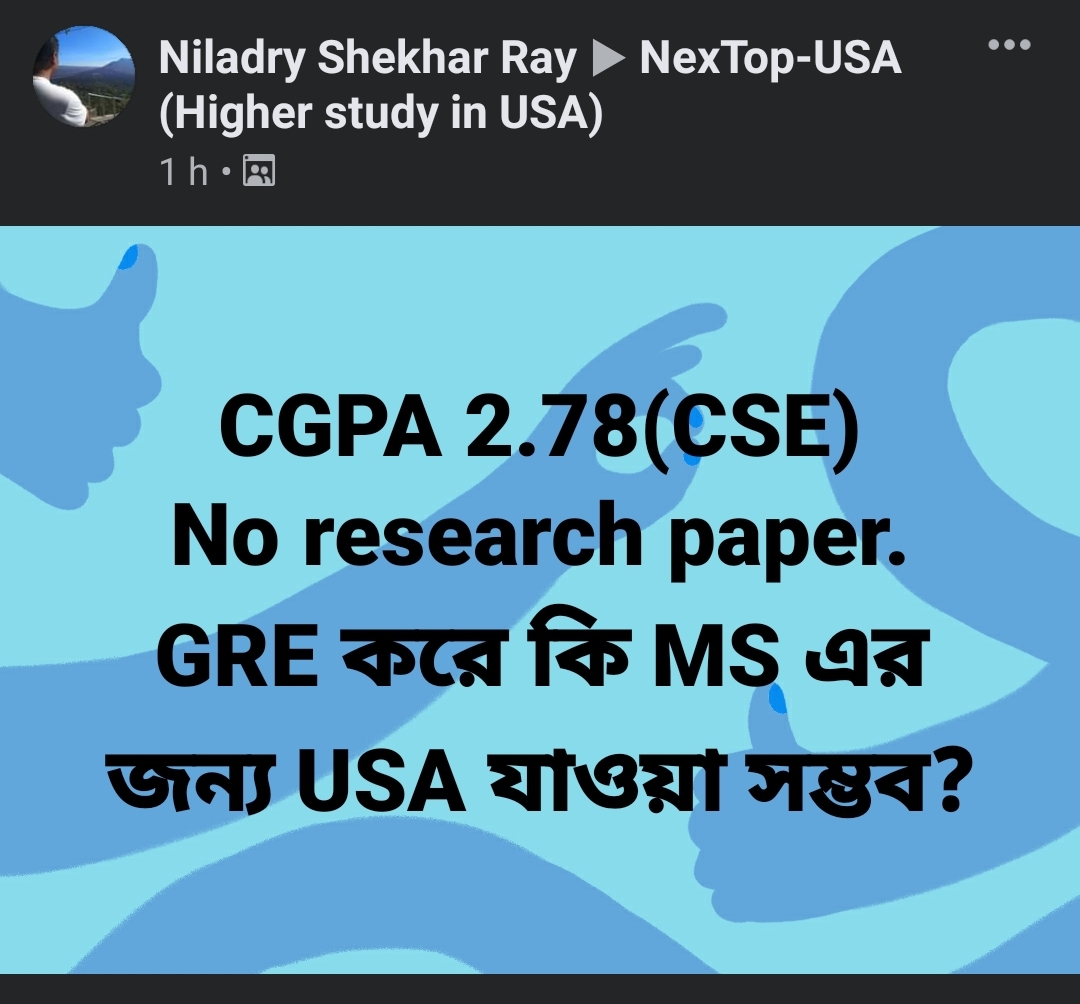 Niladry Shekhar Ray ▶ NexTop-USA
(Higher study in USA)
1 h •
CGPA 2.78(CSE)
No research paper.
GRE করে কি MS এর
জন্য USA যাওয়া সম্ভব?